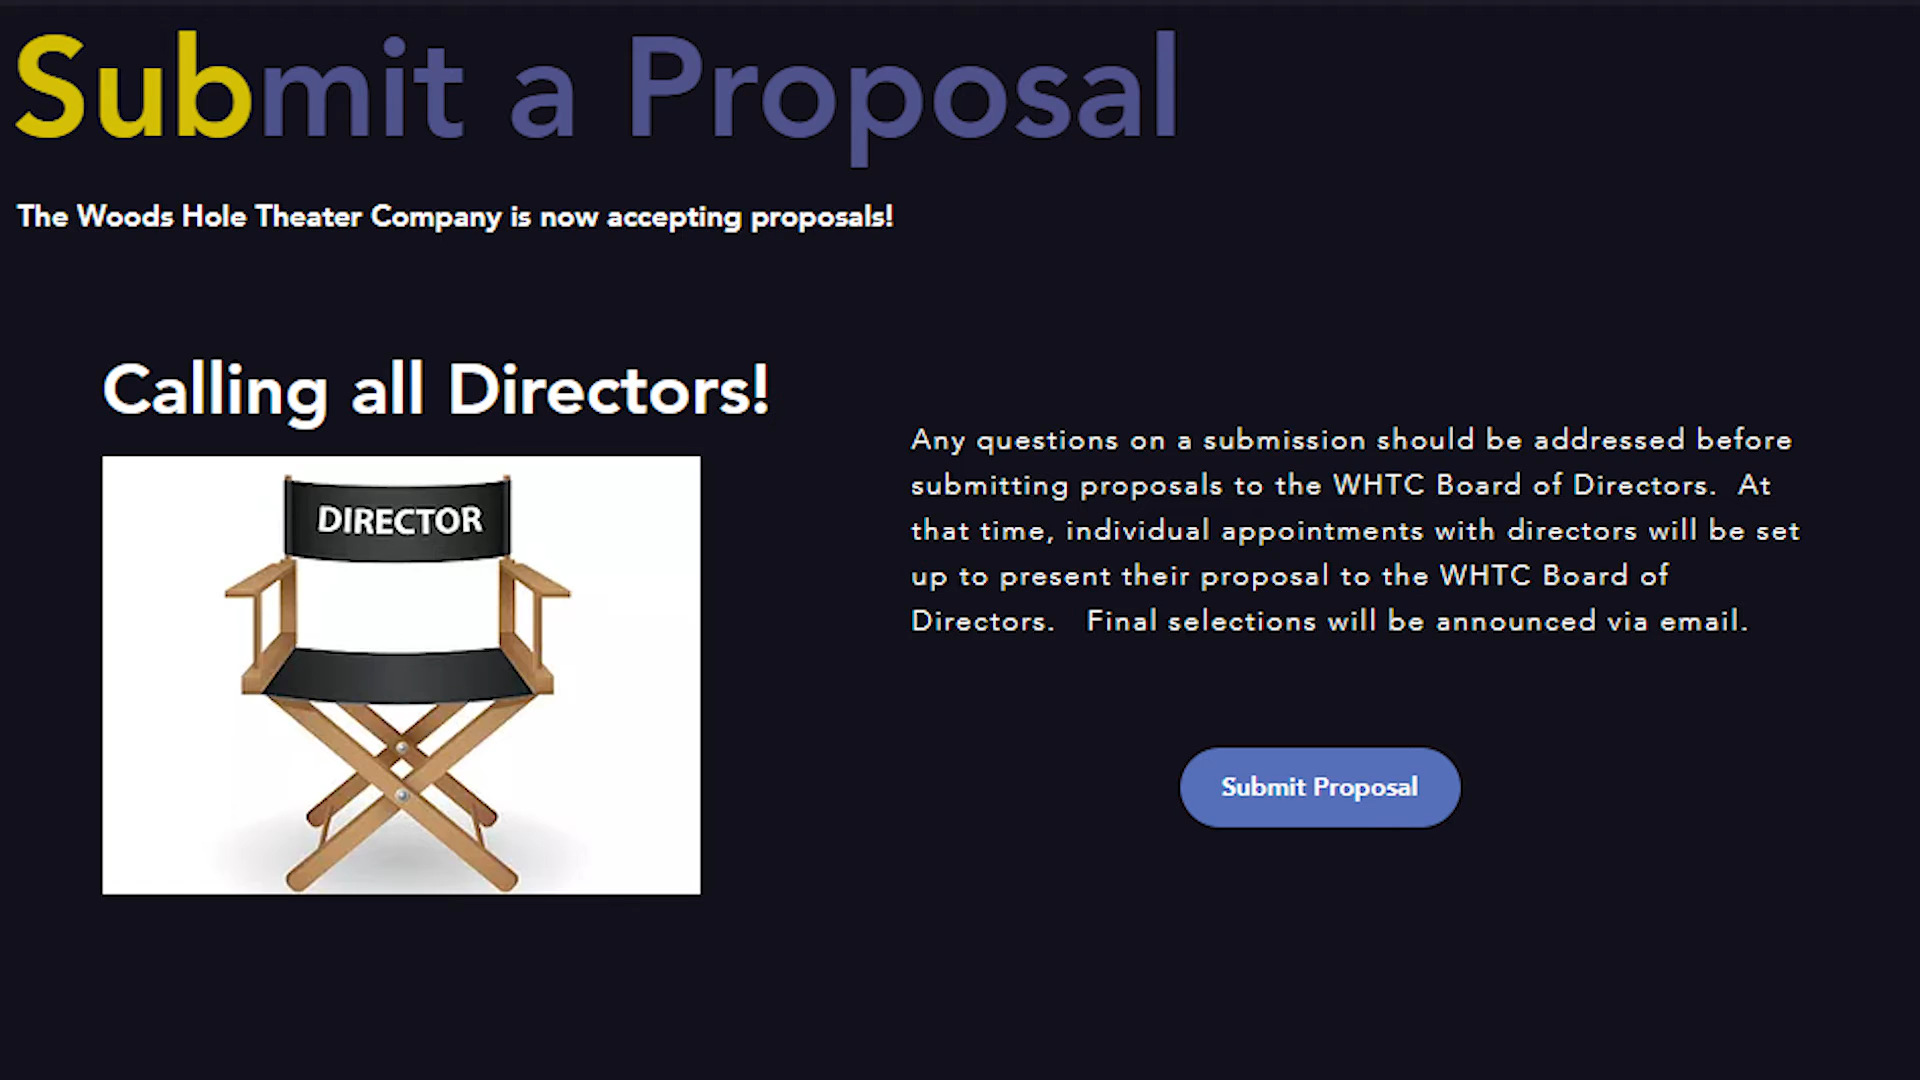 Submit a Proposal
The Woods Hole Theater Company is now accepting proposals!
Calling all Directors!
DIRECTOR
Any questions on a submission should be addressed before
submitting proposals to the WHTC Board of Directors.  At
that time, individual appointments with directors will be set
up to present their proposal to the WHTC Board of
Directors.   Final selections will be announced via email.
Submit Proposal